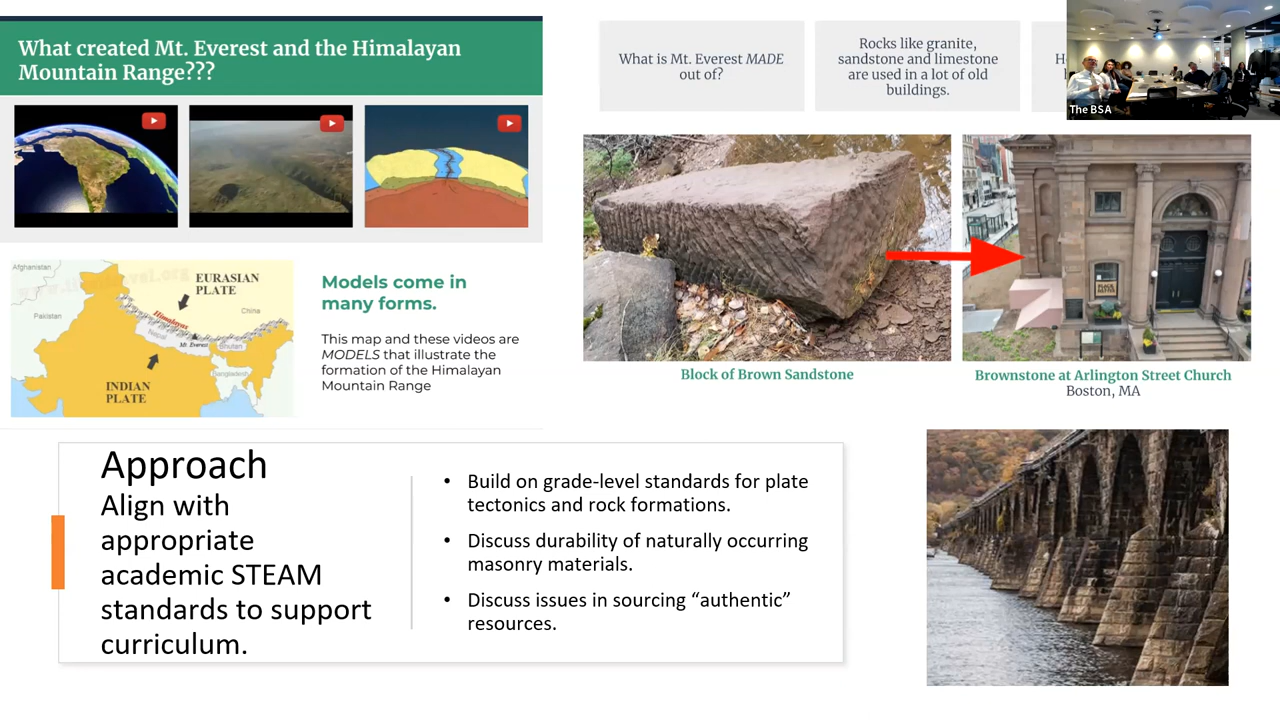 What created Mt. Everest and the Himalayan
Mountain Range???
What is Mt. Everest MADE
out of?
Rocks like granite,
sandstone and limestone
are used in a lot of old
buildings.
The BSA
Afghanistan
Pakistan
EURASIAN
PLATE
China
Himalayas
Nepal
Mt Everest
Bhutan
Bangladesh
INDIAN
PLATE
Models come in
many forms.
This map and these videos are
MODELS that illustrate the
formation of the Himalayan
Mountain Range
Block of Brown Sandstone
Brownstone at Arlington Street Church
Boston, MA
Approach
Align with
appropriate
academic STEAM
standards to support
curriculum.
• Build on grade-level standards for plate
tectonics and rock formations.
• Discuss durability of naturally occurring
masonry materials.
• Discuss issues in sourcing “authentic”
resources.